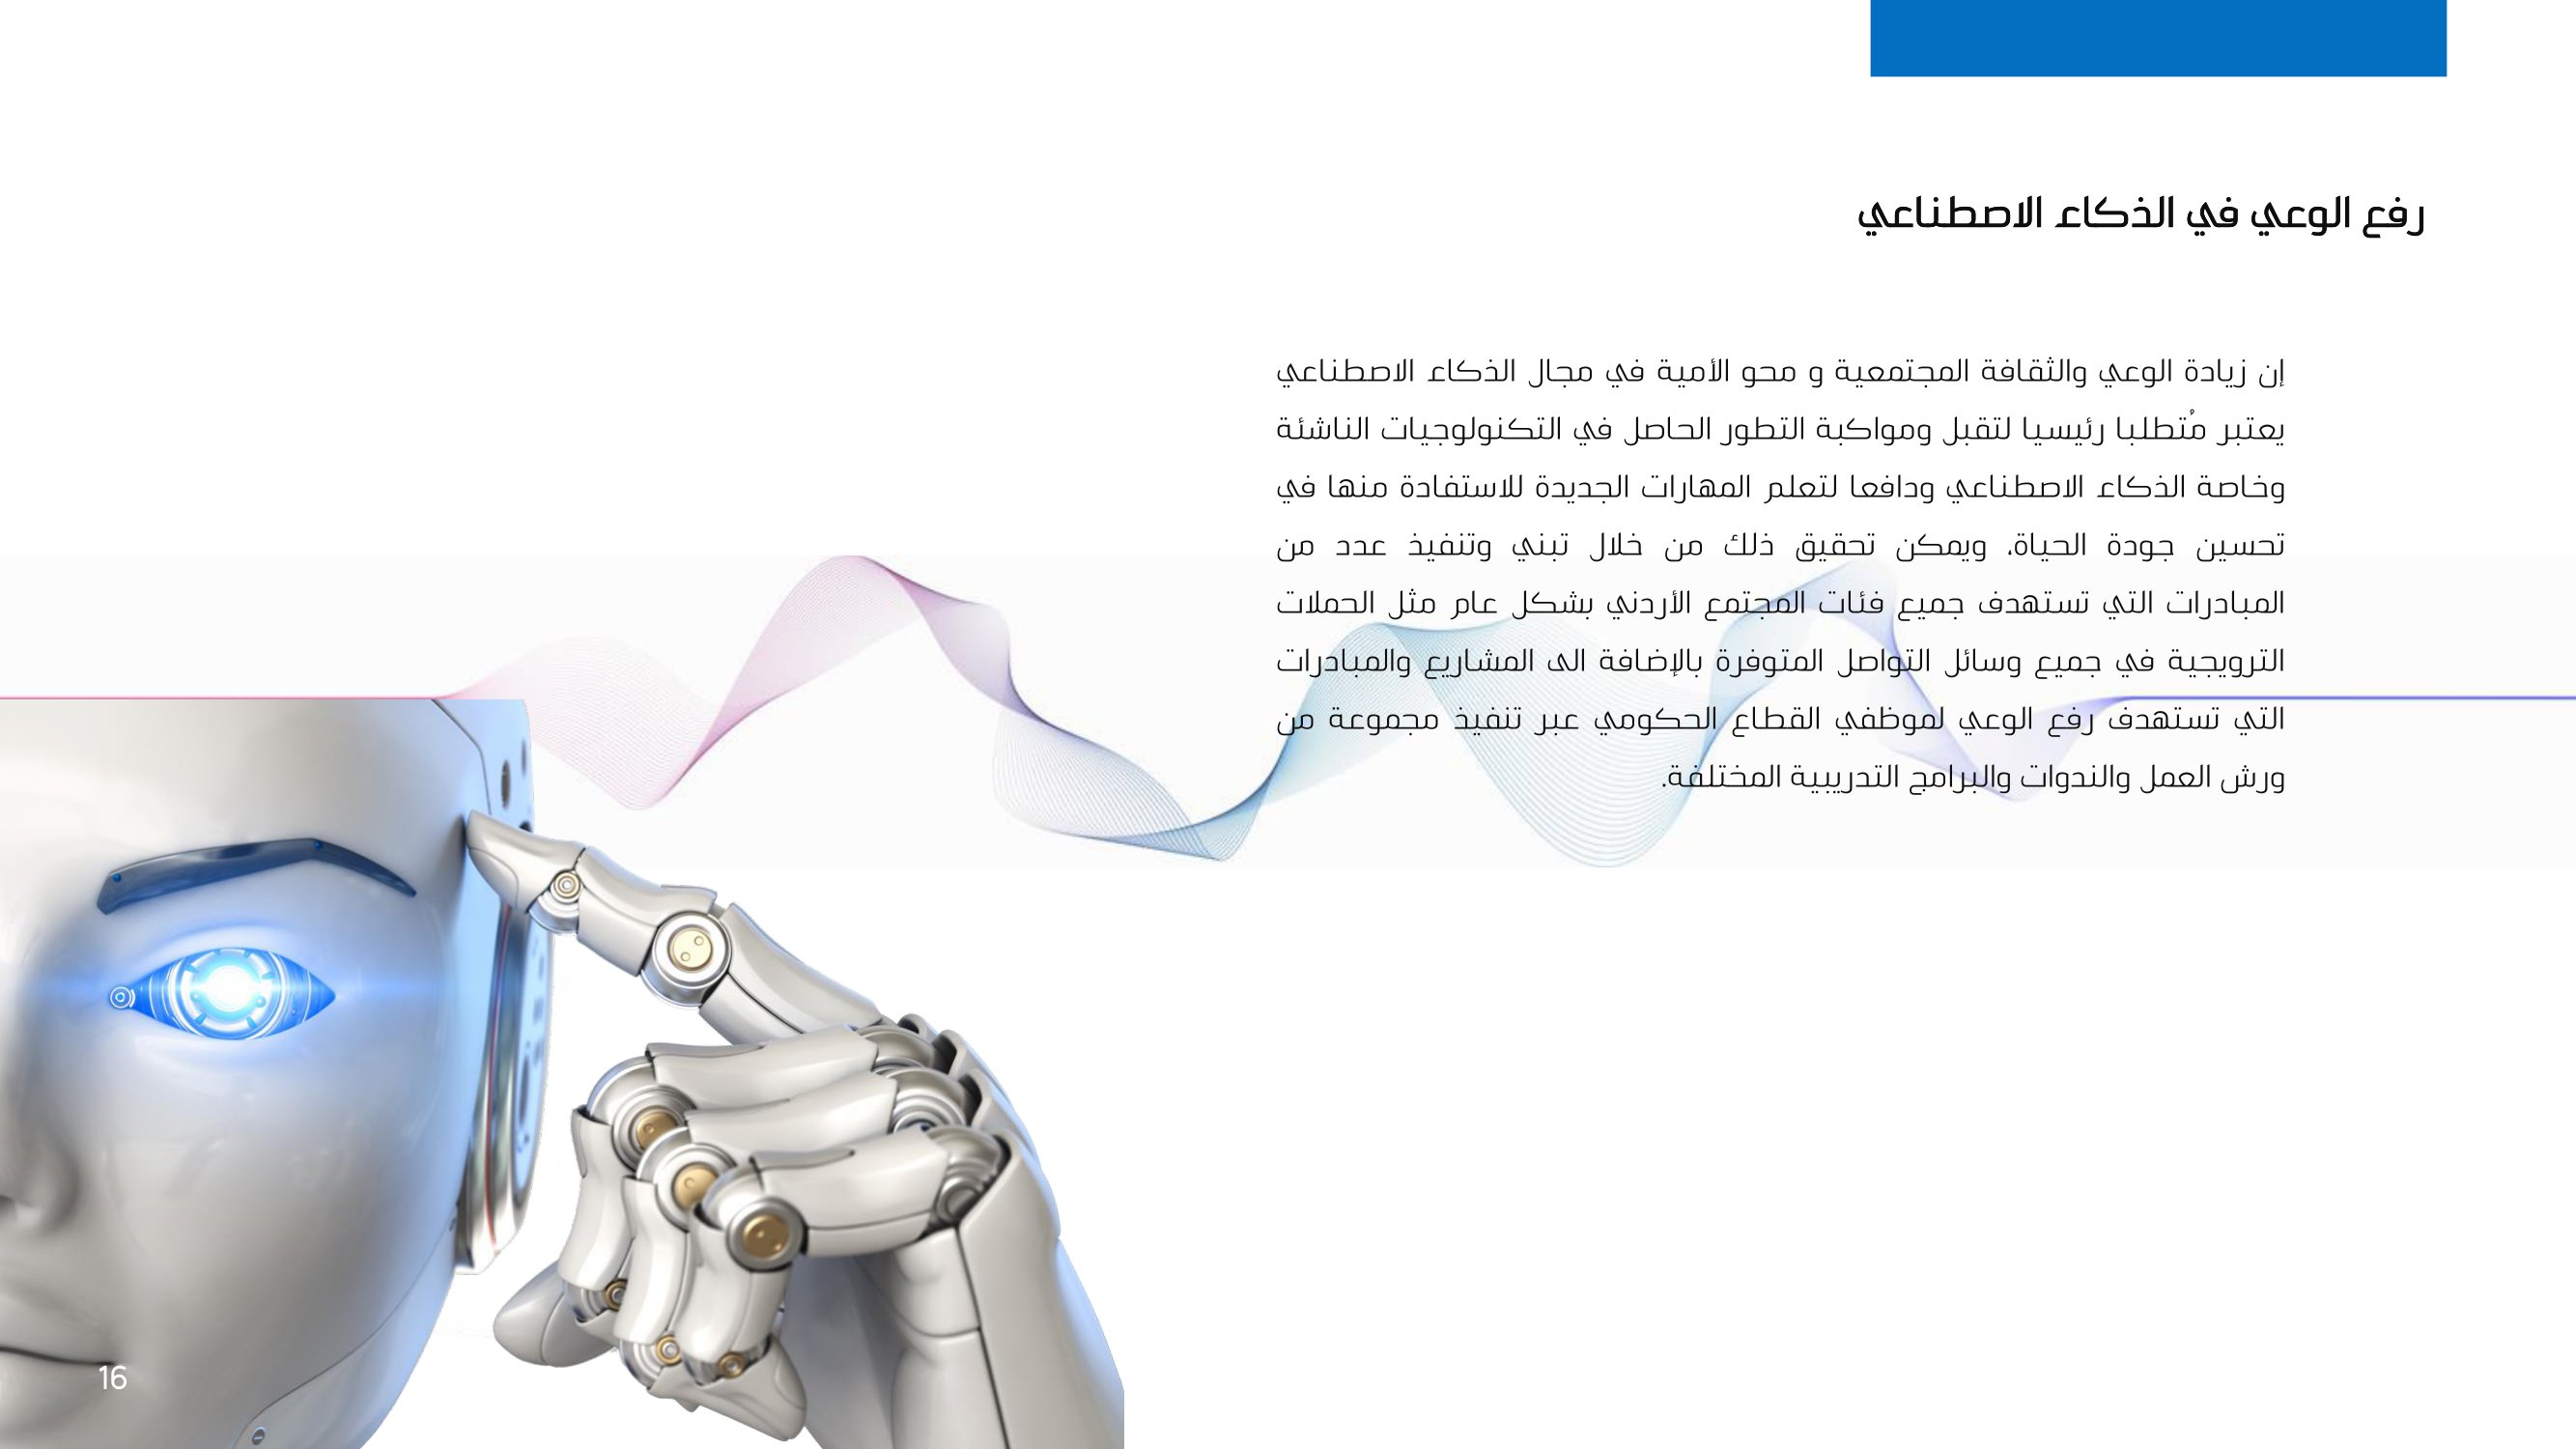 رفع الوعي في الذكاء الاصطناعي
إن زيادة الوعي والثقافة المجتمعية و محو الأمية في مجال الذكاء الاصطناعي
يعتبر مُتطلبا رئيسيا لتقبل ومواكبة التطور الحاصل في التكنولوجيات الناشئة
وخاصة الذكاء الاصطناعي ودافعا لتعلم المهارات الجديدة للاستفادة منها في
تحسين جودة الحياة، ويمكن تحقيق ذلك من خلال تبني وتنفيذ عدد من
المبادرات التي تستهدف جميع فئات المجتمع الأردني بشكل عام مثل الحملات
الترويجية في جميع وسائل التواصل المتوفرة بالإضافة الى المشاريع والمبادرات
التي تستهدف رفع الوعي لموظفي القطاع الحكومي عبر تنفيذ مجموعة من
ورش العمل والندوات والبرامج التدريبية المختلفة.
16